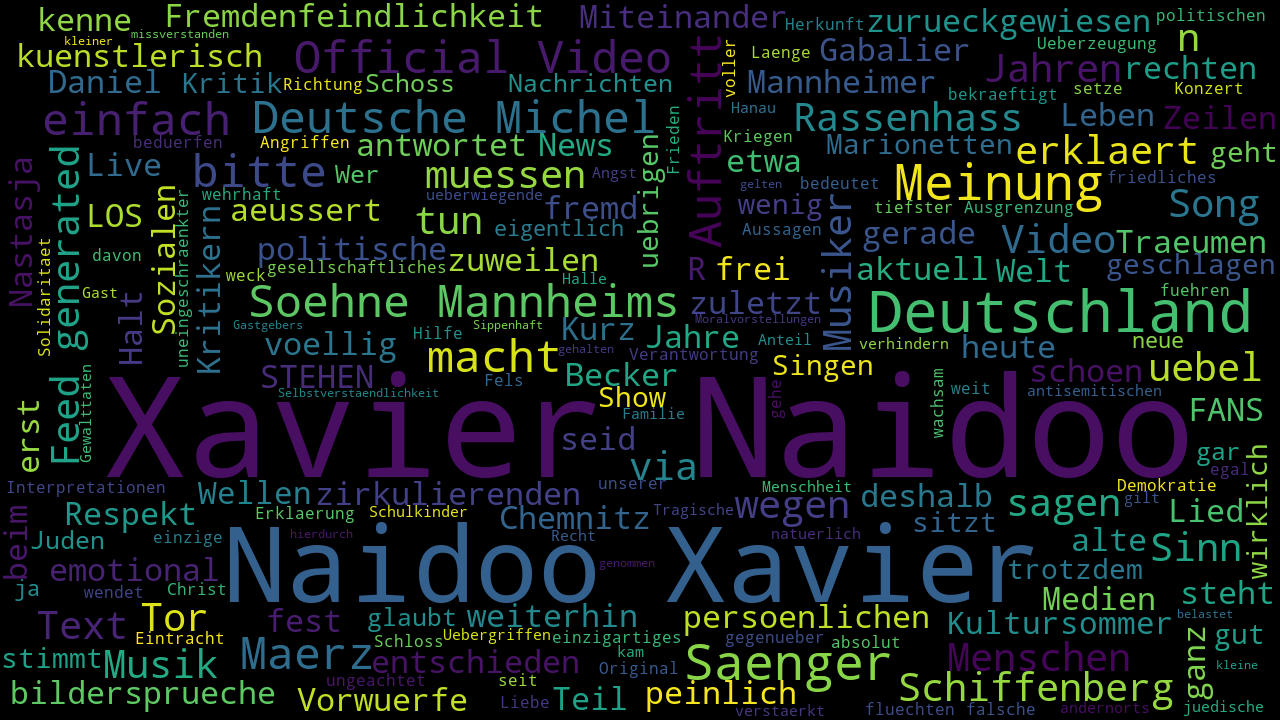 kenne Fremdenfeindlichkeit Miteinander Herkunft zurueckgewiesen politischen
kleiner missverstanden
kuenstlerisch Official Video voller Laenge Gabalier Ueberzeugung n
Daniel Kritik Richtung Schoss Nachrichten Mannheimer Jahren rechten
bekraeftigt setze Konzert
einfach Deutsche Michel Auftritt Hanau Rassenhass Leben Zeilen
beduerfen Angriffen antwortet News Frieden Kriegen Marionetten erklaert geht
Nastasja generated Live bitte Wer muessen Angst uebrigen etwa Meinung
gelten bedeutet friedliches
LOS Sozialen wehrhaft aeussert ueberwiegende fremd wenig tiefster Ausgrenzung Song
tun eigentlich Aussagen Musiker gerade Video Traeumen
davon uneingeschraenkter Kritikern politische zuweilen
Solidaritaet weck gesellschaftliches Halle R frei aktuell Welt geschlagen
Gast Halt Soehne Mannheims zuletzt Deutschland fuehren
Gastgebers Hilfe Sippenhaft Kurz Moralvorstellungen
voellig macht gehalten Jahre Anteil verhindern heute neue
Feed Gewalttaten STEHEN Fels Becker Verantwortung Singen schoen uebel
Selbstverstaendlichkeit Show gehe wachsam weit antisemitischen
erst Xavier Naidoo Familie FANS
seid via gar
egal
Interpretationen Wellen zirkulierenden unserer Menschheit Demokratie
beim Respekt Erklaerung Schulkinder Chemnitz Tragische wegen deshalb sagen gilt Lied wirklich
Juden einzige hierdurch Recht natuerlich sitzt alte Sinn
emotional Naidoo Xavier genommen trotzdem
ja wendet Christ Medien steht
Text Tor fest glaubt weiterhin persoenlichen Kultursommer belastet
Eintracht Schloss Uebergriffen einzigartiges gegenueber absolut ganz gut
stimmt Musik Maerz entschieden kam Original Saenger Menschen kleine
ungeachtet seit
bildersprueche Vorwuerfe Liebe Teil peinlich verstaerkt fluechten falsche Schiffenberg andernorts juedische